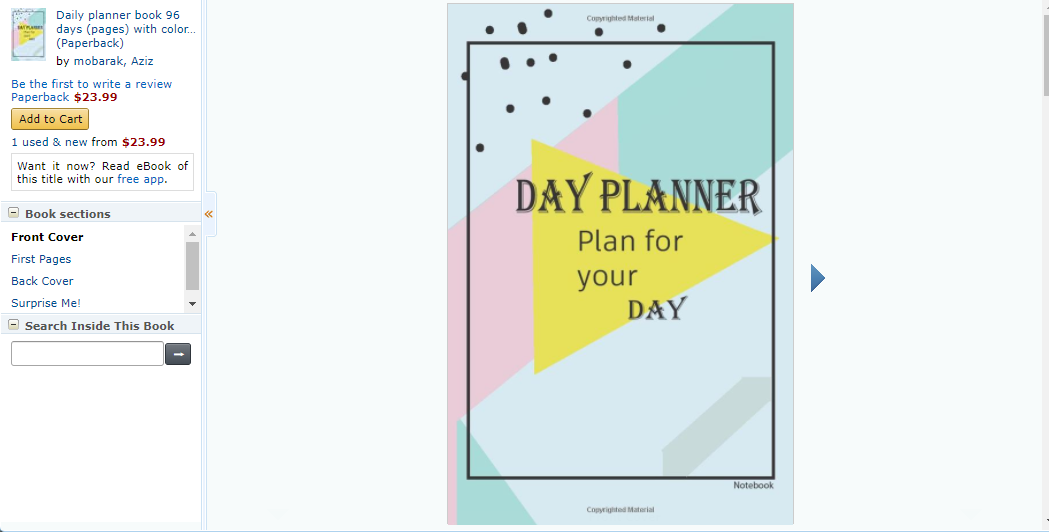 Daily planner book 96
days (pages) with color...
(Paperback)
by mobarak, Aziz
Be the first to write a review
Paperback $23.99
Add to Cart
1 used & new from $23.99
Want it now? Read eBook of
this title with our free app.
Book sections
Front Cover
First Pages
Back Cover
Surprise Me!
Search Inside This Book
«
Copyrighted Material
DAY PLANNER
Plan for
your
DAY
Notebook
Copyrighted Material